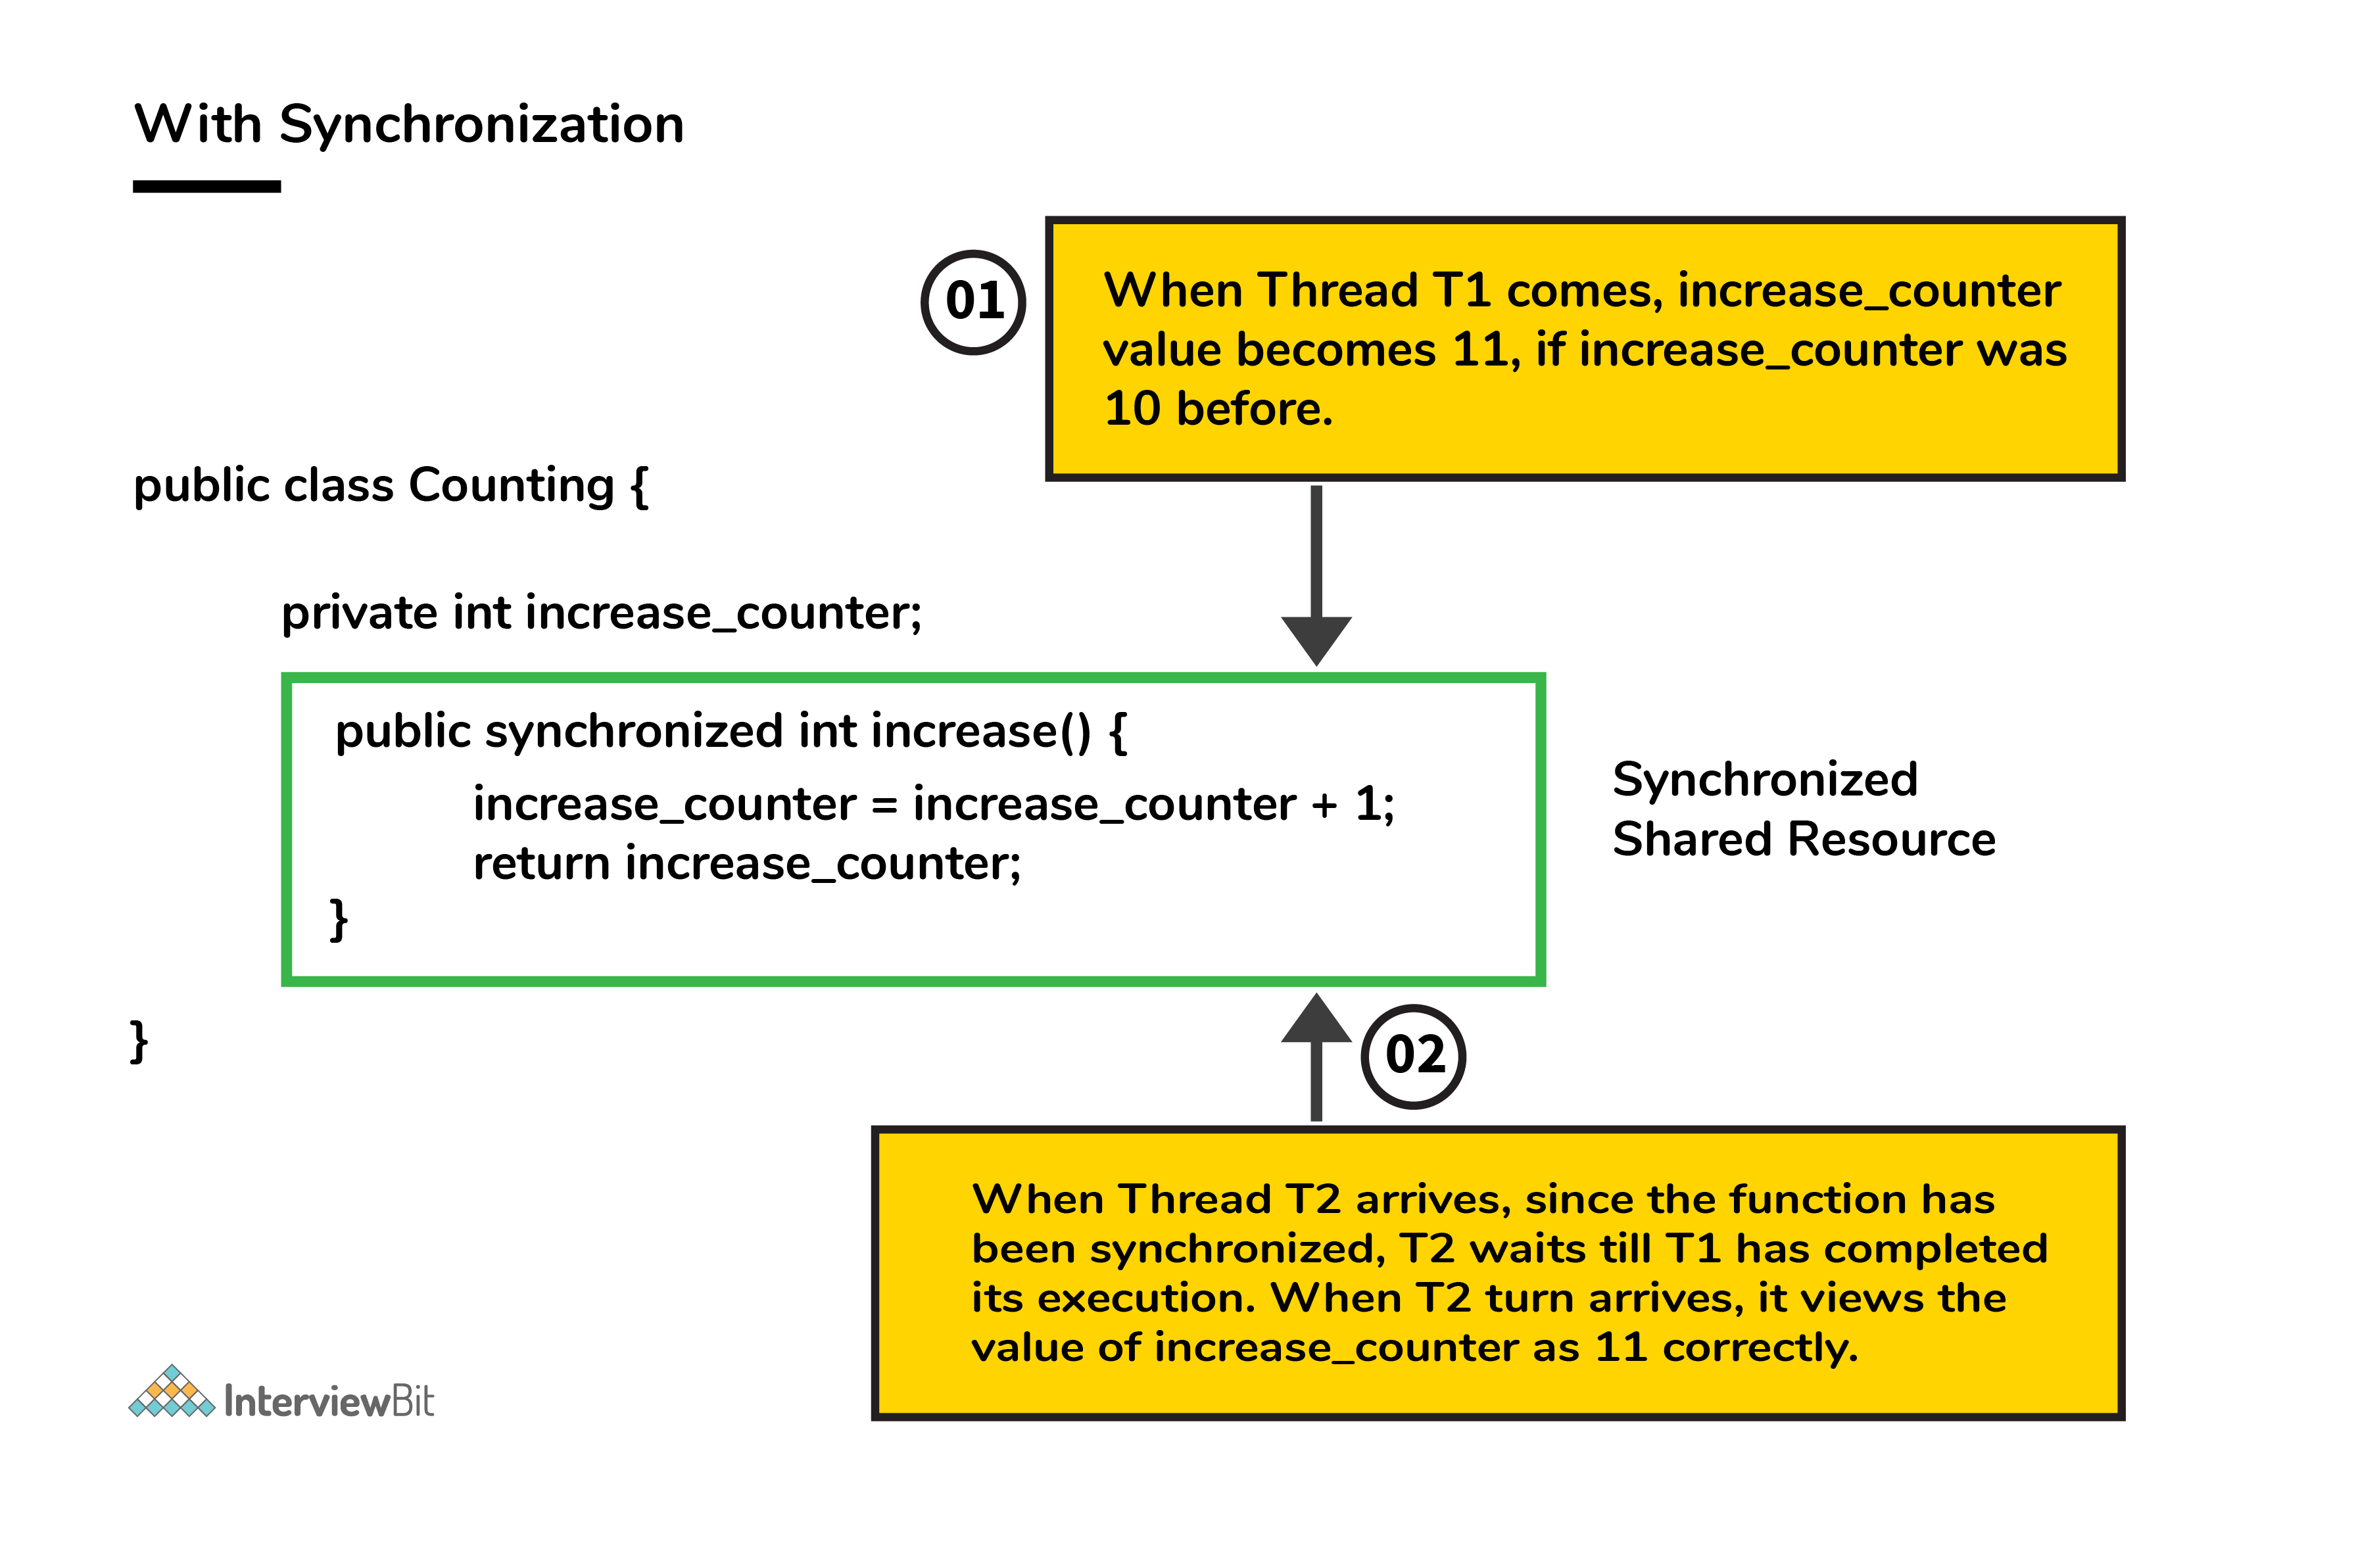 With Synchronization
01
When Thread T1 comes, increase_counter
value becomes 11, if increase_counter was
10 before.
public class Counting {
private int increase_counter;
public synchronized int increase() {
increase_counter = increase_counter + 1;
return increase_counter;
}
Synchronized
Shared Resource
}
02
When Thread T2 arrives, since the function has
been synchronized, T2 waits till T1 has completed
its execution. When T2 turn arrives, it views the
value of increase_counter as 11 correctly.
InterviewBit